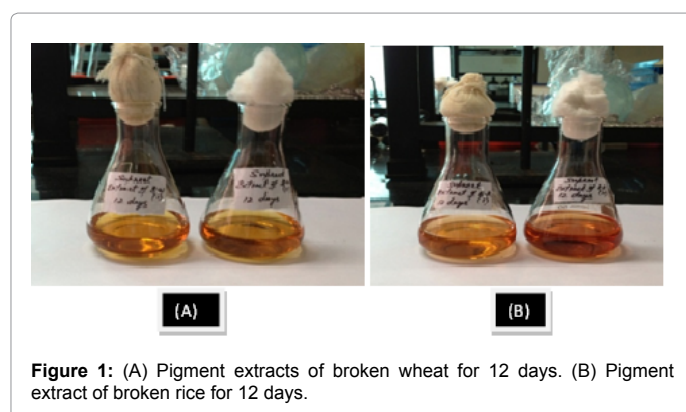 Solvent
Extract of B.W
12 days
Solvent
Extract of B.W
12 days
Solvent
Extract of B.R
12 days
Solvent
Extract of B.R
12 days
(A)
(B)
Figure 1: (A) Pigment extracts of broken wheat for 12 days. (B) Pigment
extract of broken rice for 12 days.